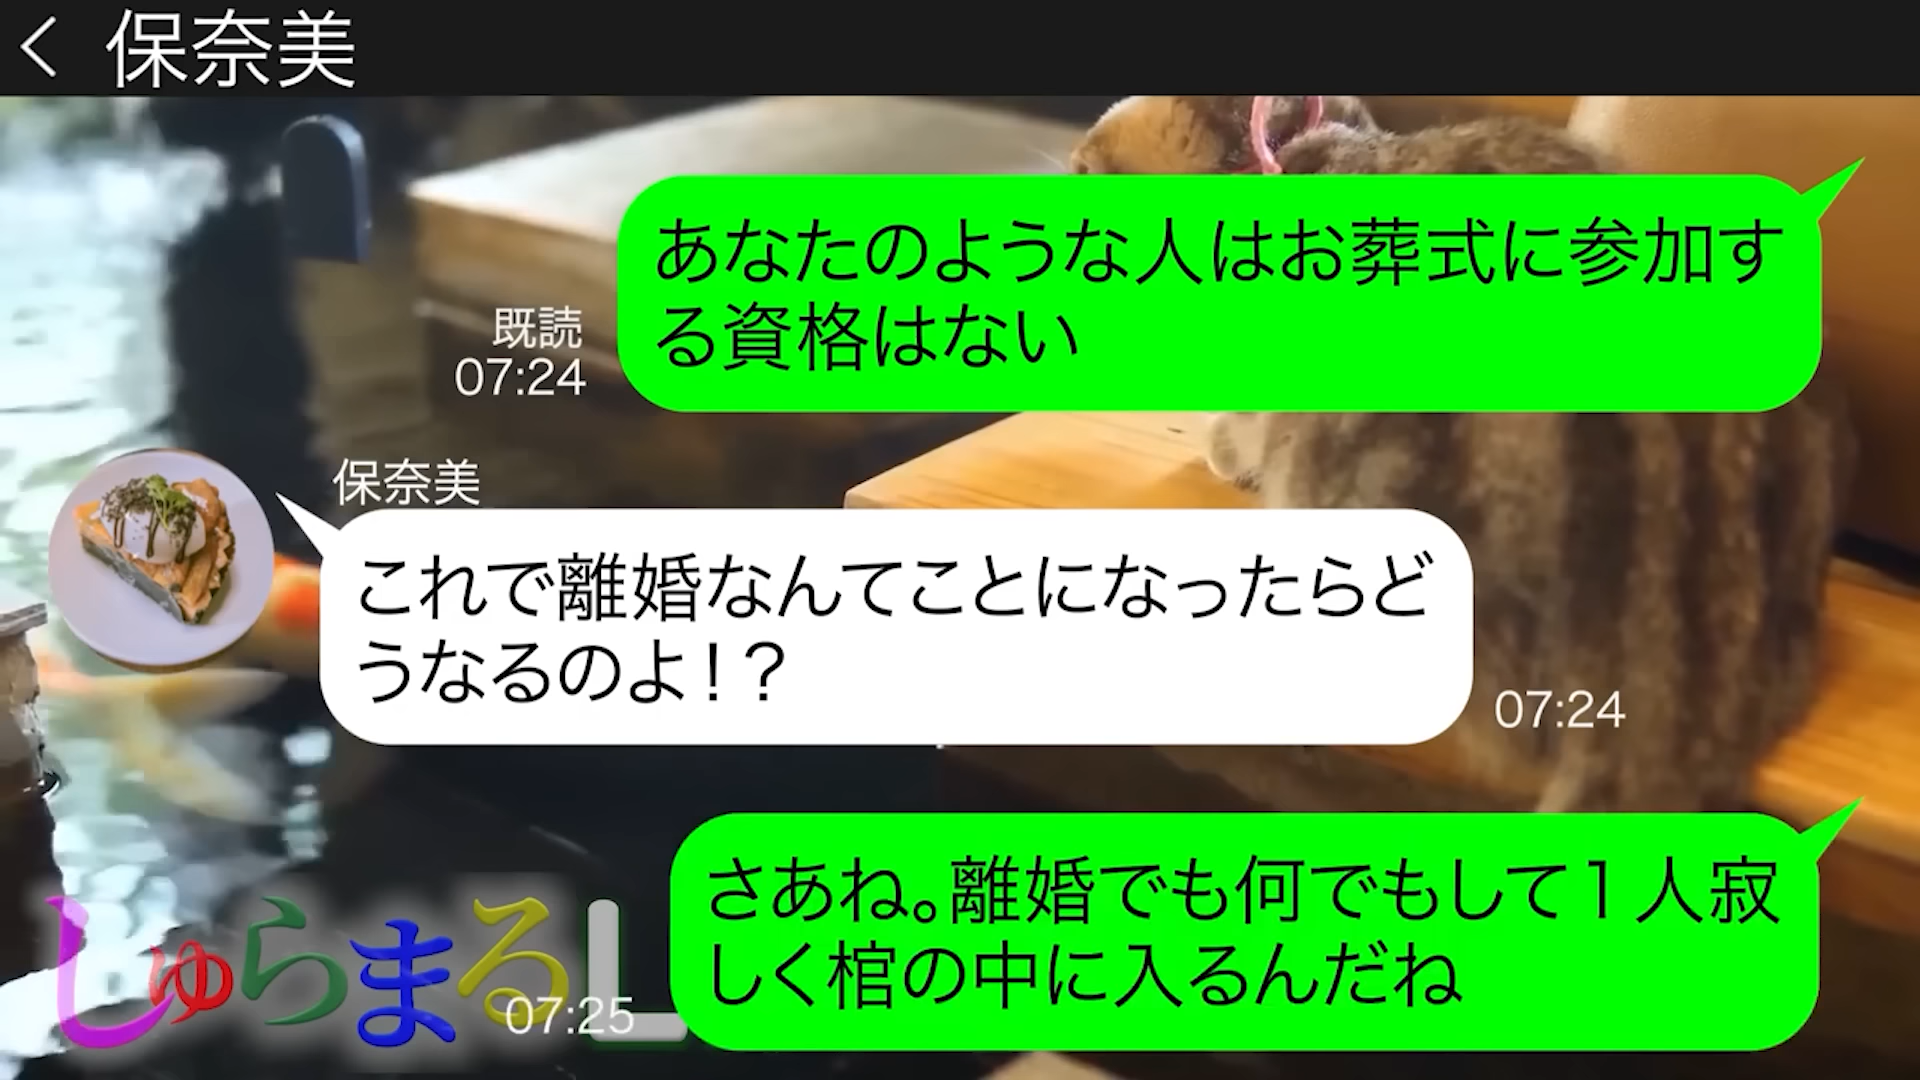 保奈美
あなたのような人はお葬式に参加す
る資格はない
既読
07:24
保奈美
これで離婚なんてことになったらど
うなるのよ！？
07:24
さあね。離婚でも何でもして1人寂
しく棺の中に入るんだね
07:25
しゅらまるL